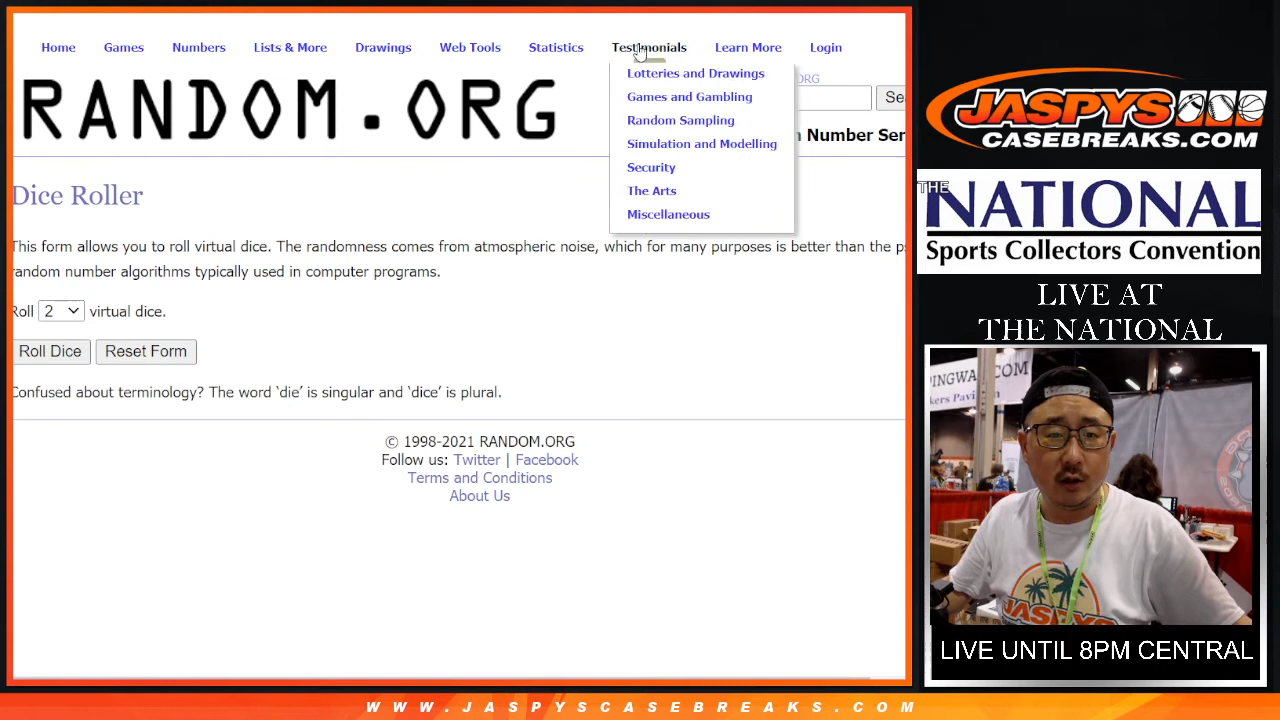 Home Games Numbers Lists & More Drawings Web Tools Statistics Testimonials Learn More Login
RANDOM.ORG
Lotteries and Drawings
Games and Gambling
Random Sampling
Simulation and Modelling
Security
The Arts
Miscellaneous
ORG
Number Ser
Dice Roller
This form allows you to roll virtual dice. The randomness comes from atmospheric noise, which for many purposes is better than the
random number algorithms typically used in computer programs.
Roll 2 virtual dice.
Roll Dice Reset Form
Confused about terminology? The word ‘die’ is singular and ‘dice’ is plural.
© 1998-2021 RANDOM.ORG
Follow us: Twitter | Facebook
Terms and Conditions
About Us
JASPYS
CASEBREAKS.COM
THE
NATIONAL
Sports Collectors Convention
LIVE AT
THE NATIONAL
PINGWA .COM
kers Pavilion
JASPYS
LIVE UNTIL 8PM CENTRAL
WWW.JASPYSCASEBREAKS.COM